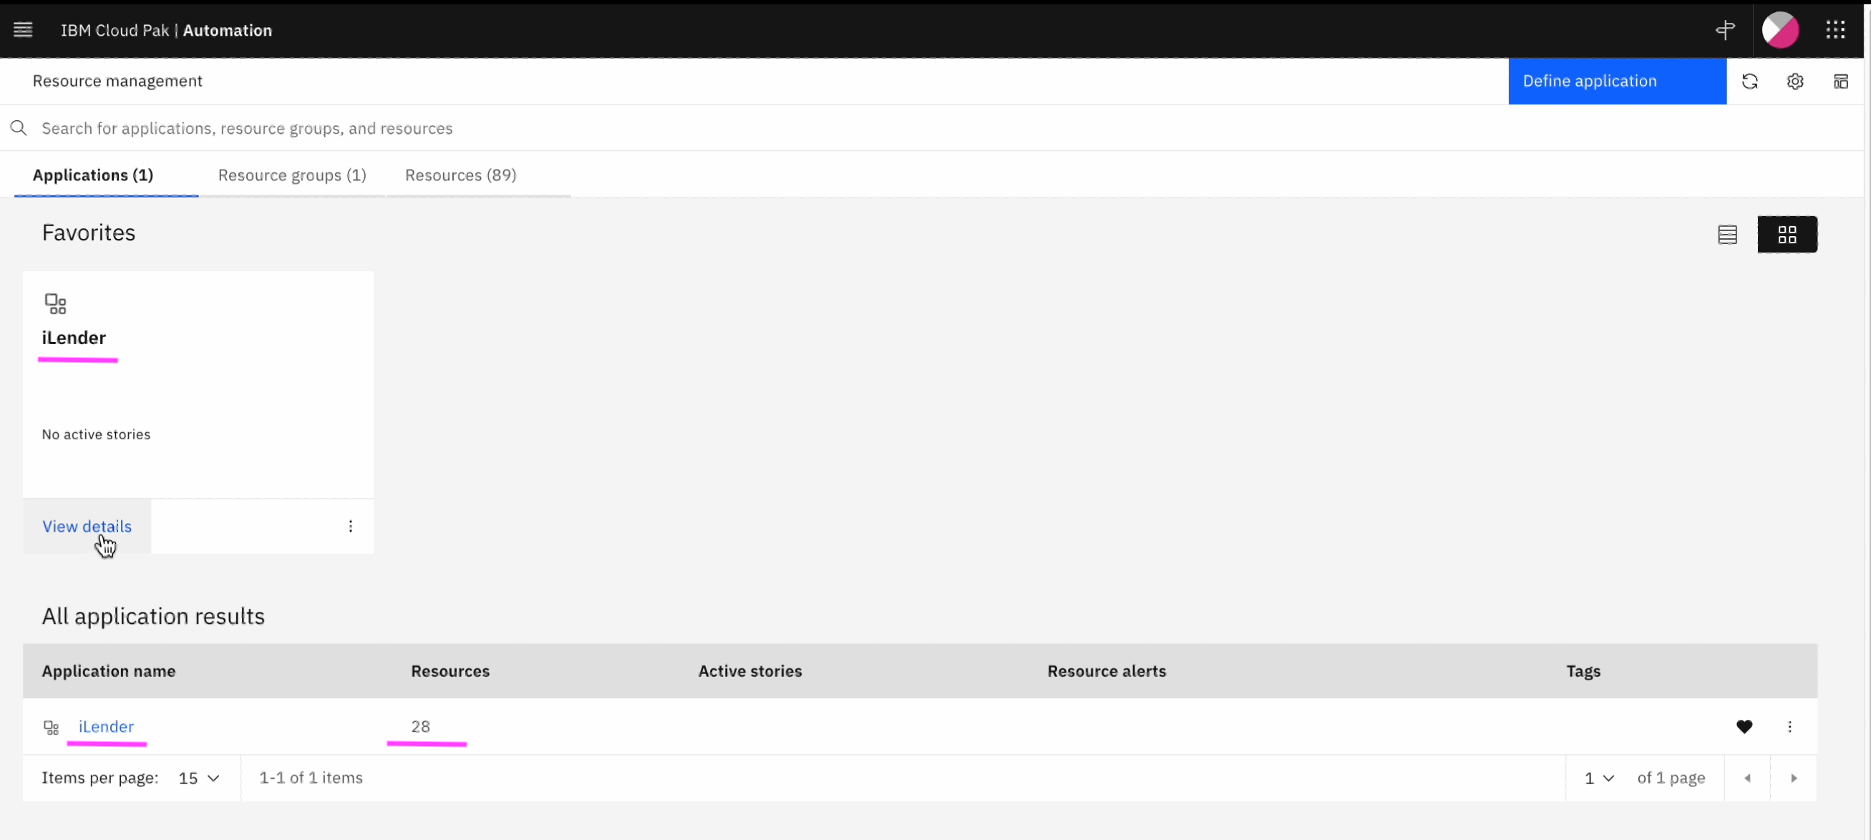 IBM Cloud Pak | Automation
Resource management
Define application
Search for applications, resource groups, and resources
Applications (1)
Resource groups (1)
Resources (89)
Favorites
iLender
No active stories
View details
All application results
Application name
Resources
Active stories
Resource alerts
Tags
iLender
28
Items per page:
15
1-1 of 1 items
1
of 1 page